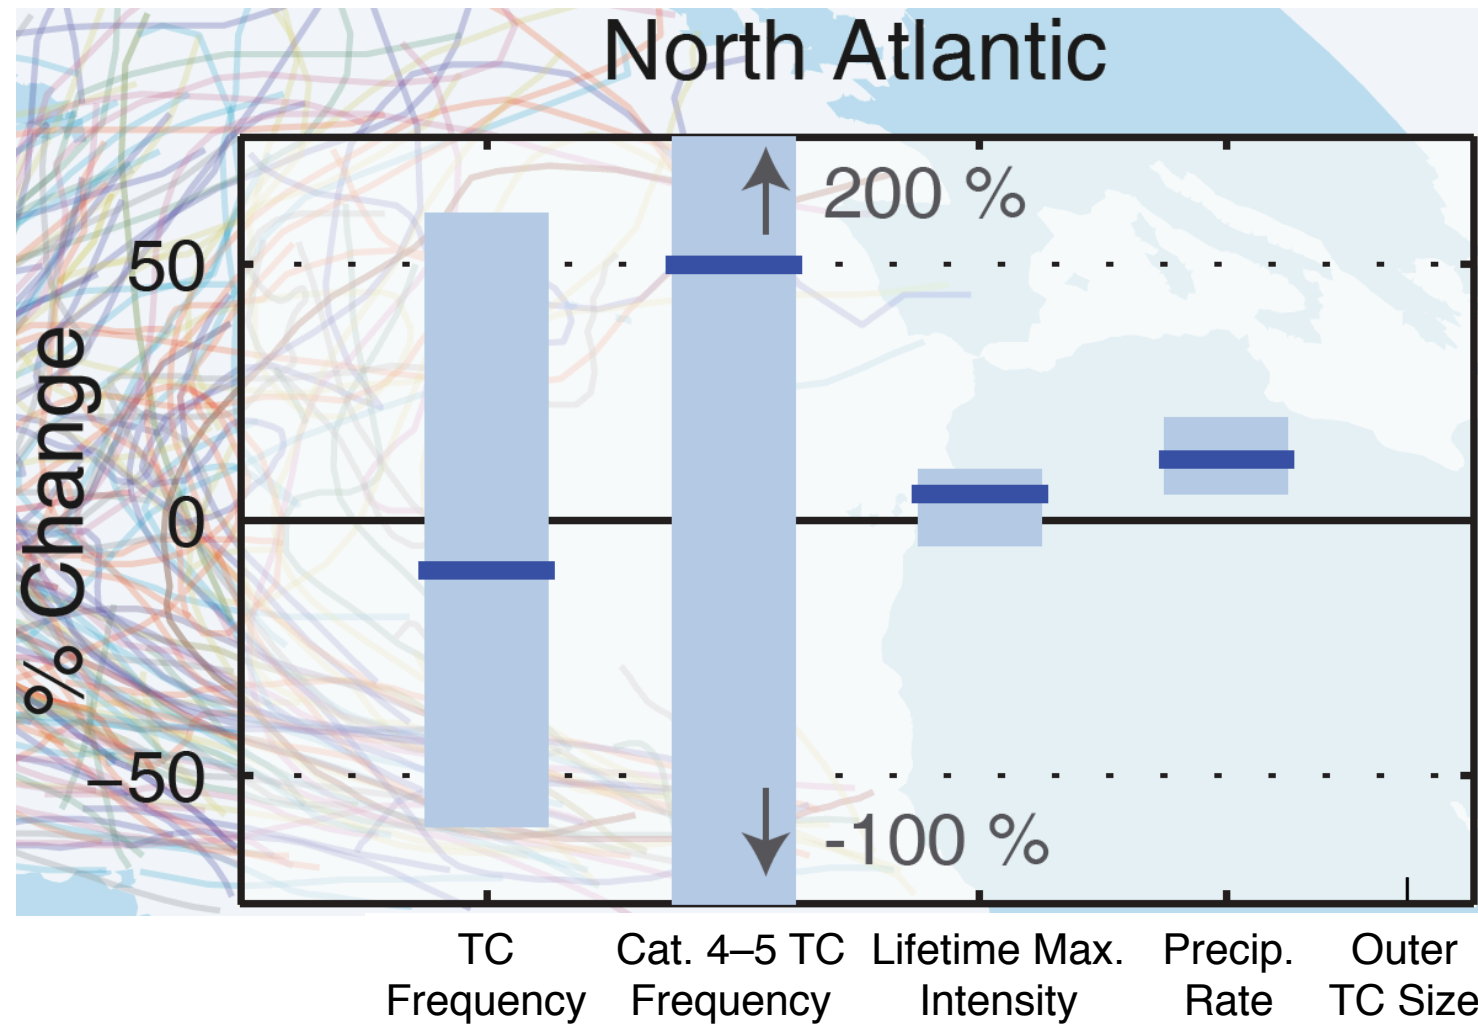 North Atlantic
200 %
50
% Change
0
–50
-100 %
TC
Frequency
Cat. 4–5 TC
Frequency
Lifetime Max.
Intensity
Precip.
Rate
Outer
TC Size